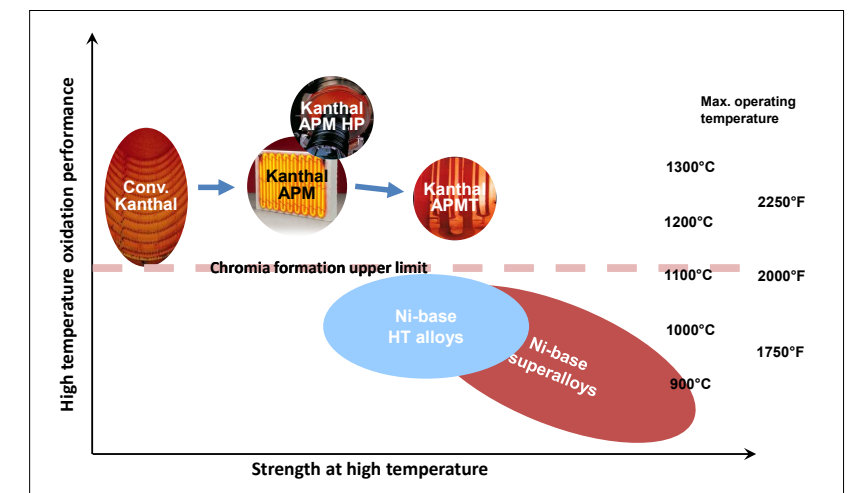 High temperature oxidation performance
Max. operating
temperature
Kanthal
APM HP
Conv.
Kanthal
Kanthal
APM
Kanthal
APMT
1300°C
2250°F
1200°C
Chromia formation upper limit
1100°C
2000°F
Ni-base
HT alloys
Ni-base
superalloys
1000°C
1750°F
900°C
Strength at high temperature